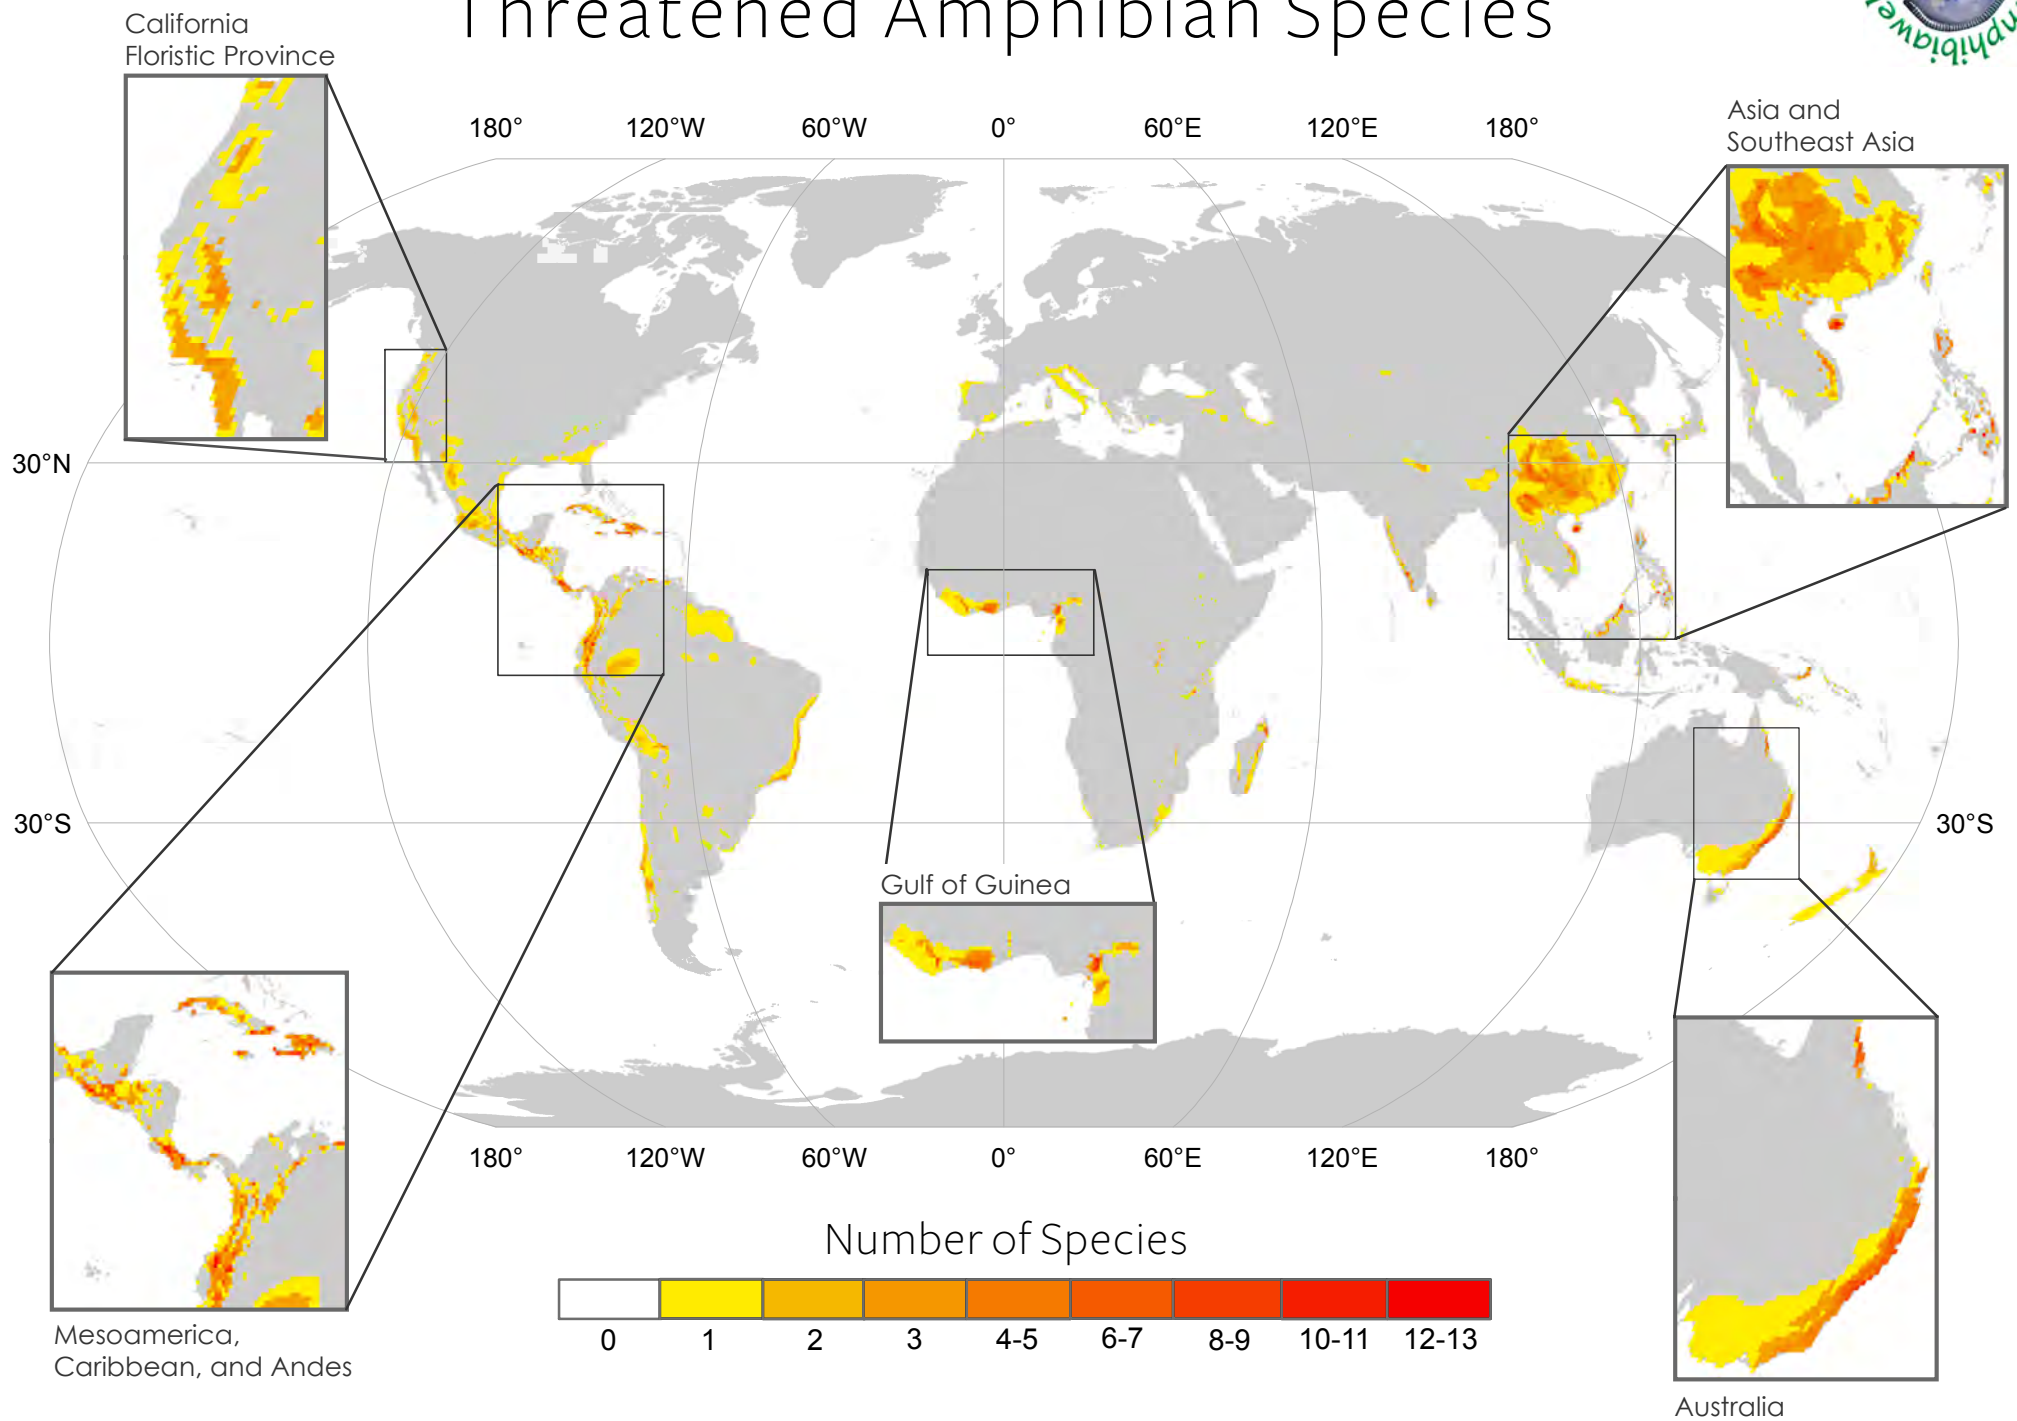 Threatened Amphibian Species
California
Floristic Province
Asia and
Southeast Asia
180°
120°W
60°W
0°
60°E
120°E
180°
30°N
30°S
30°S
Gulf of Guinea
180°
120°W
60°W
0°
60°E
120°E
180°
Number of Species
0
1
2
3
4-5
6-7
8-9
10-11
12-13
Mesoamerica,
Caribbean, and Andes
Australia